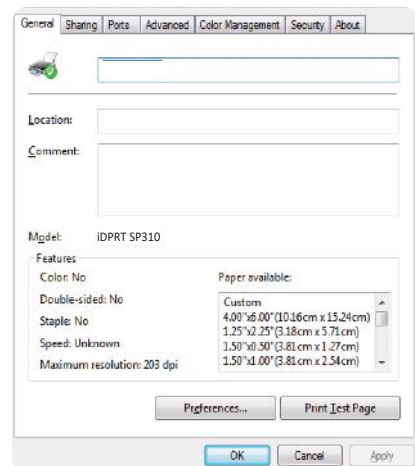 General Sharing Ports Advanced Color Management Security About
Location:
Comment:
Model: iDPRT SP310
Features
Color: No
Double-sided: No
Staple: No
Speed: Unknown
Maximum resolution: 203 dpi
Paper available:
Custom
4.00"x6.00"(10.16cm x 15.24cm)
1.25"x2.25"(3.18cm x 5.71cm)
1.50"x0.50"(3.81cm x 1.27cm)
1.50"x1.00"(3.81cm x 2.54cm)
Preferences... Print Test Page
OK Cancel Apply